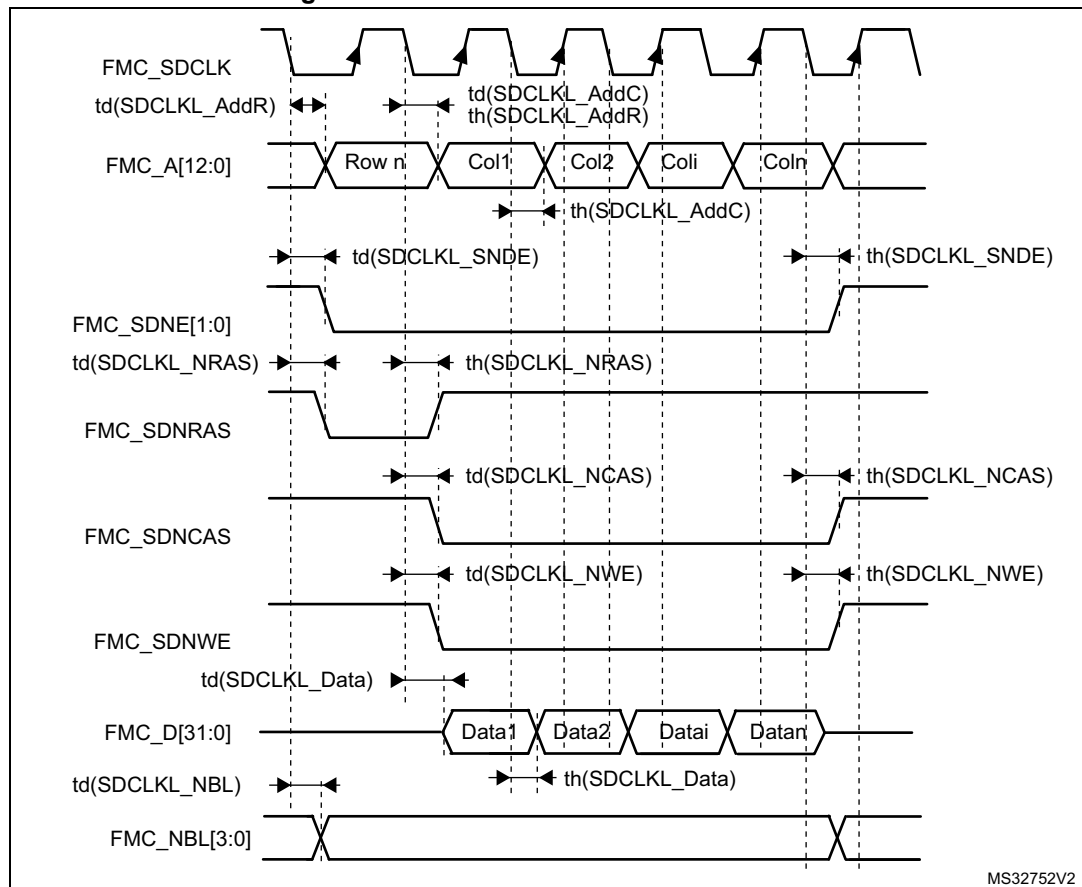 FMC_SDCLK
td(SDCLKL_AddR)
td(SDCLKL_AddC)
th(SDCLKL_AddR)
FMC_A[12:0]
Row n
Col1
Col2
Coli
Coln
th(SDCLKL_AddC)
td(SDCLKL_SNDE)
th(SDCLKL_SNDE)
FMC_SDNE[1:0]
td(SDCLKL_NRAS)
th(SDCLKL_NRAS)
FMC_SDNRAS
td(SDCLKL_NCAS)
th(SDCLKL_NCAS)
FMC_SDNCAS
td(SDCLKL_NWE)
th(SDCLKL_NWE)
FMC_SDNWE
td(SDCLKL_Data)
FMC_D[31:0]
Data1
Data2
Datai
Datan
td(SDCLKL_NBL)
th(SDCLKL_Data)
FMC_NBL[3:0]
MS32752V2